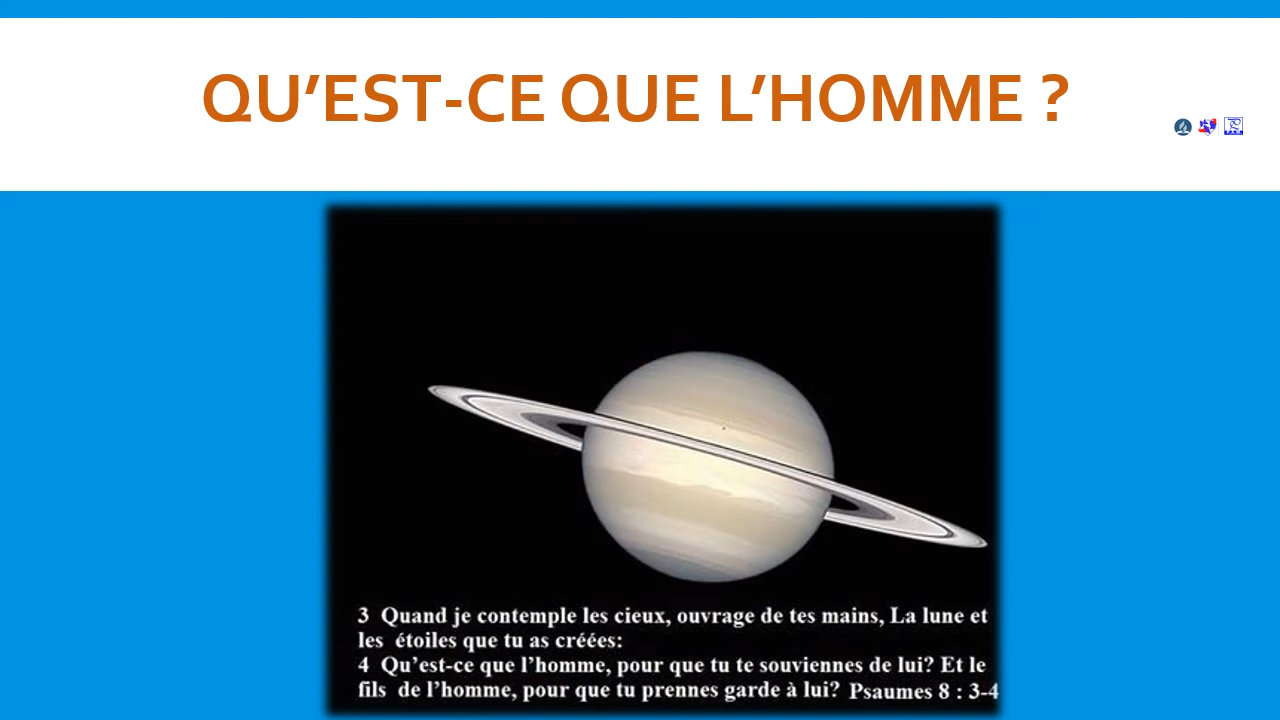 QU’EST-CE QUE L’HOMME ?
3 Quand je contemple les cieux, ouvrage de tes mains, La lune et
les étoiles que tu as créées:
4 Qu’est-ce que l’homme, pour que tu te souviennes de lui? Et le
fils de l’homme, pour que tu prennes garde à lui? Psaumes 8 : 3-4